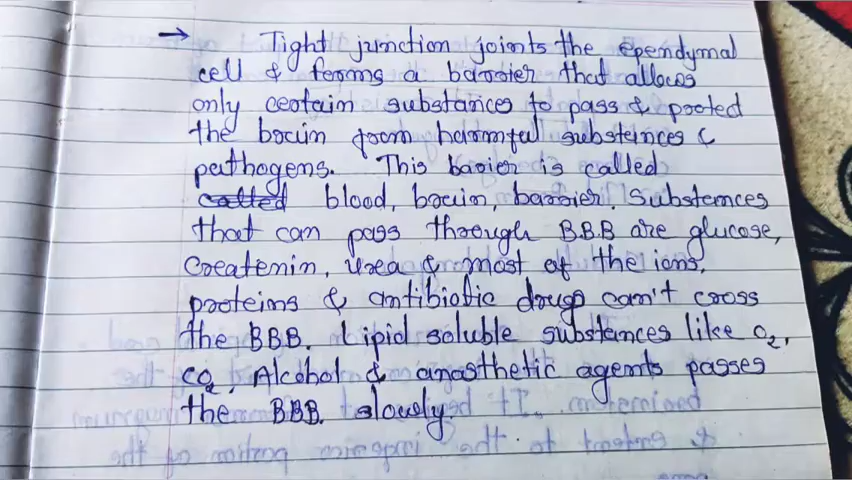 → Tight junction joints the ependymal
cell & forms a barrier that allows
only certain substances to pass & proted
the brain from harmful substances &
pathogens. This barier is called
called blood, brain, barrier. Substances
that can pass through B.B.B are glucose,
Createnin, Urea & most of the ions,
proteins & antibiotic drugs can't cross
the BBB. Lipid soluble substances like O₂,
CO₂, Alcohol & anasthetic agents passes
the BBB. slowly.